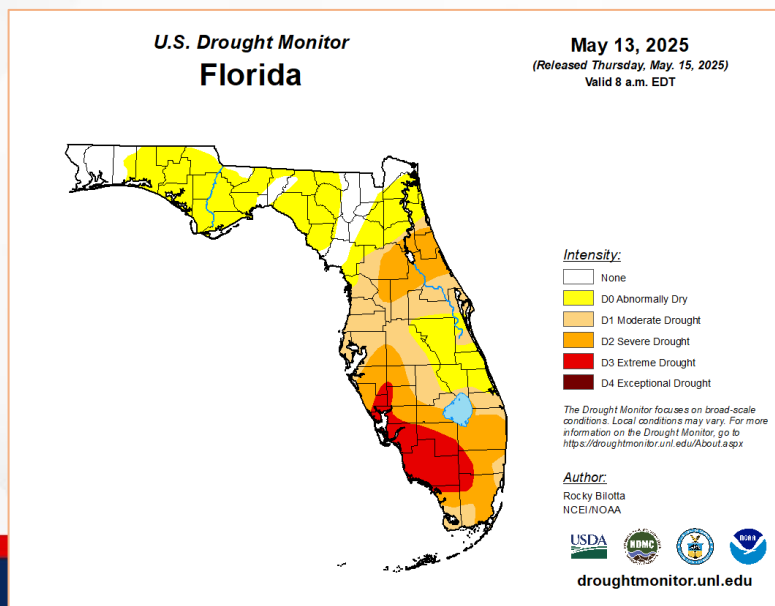 U.S. Drought Monitor
Florida
May 13, 2025
(Released Thursday, May. 15, 2025)
Valid 8 a.m. EDT
Intensity:
None
D0 Abnormally Dry
D1 Moderate Drought
D2 Severe Drought
D3 Extreme Drought
D4 Exceptional Drought
The Drought Monitor focuses on broad-scale
conditions. Local conditions may vary. For more
information on the Drought Monitor, go to
https://droughtmonitor.unl.edu/About.aspx
Author:
Rocky Bilotta
NCEI/NOAA
USDA
NDMC
NOAA
droughtmonitor.unl.edu